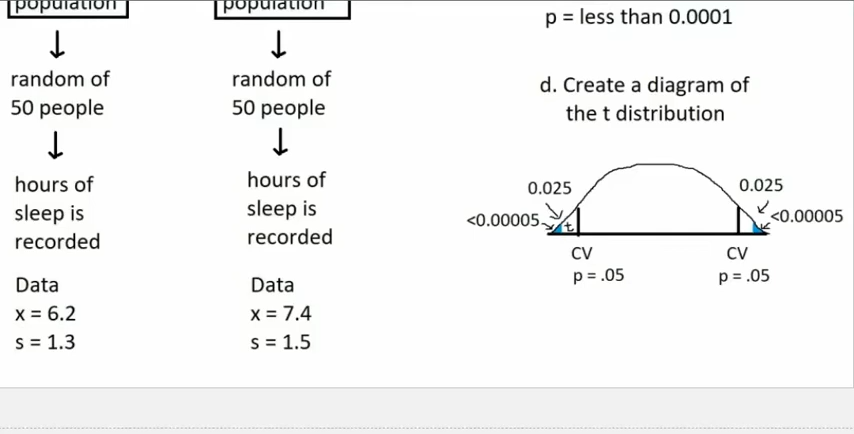 population
random of
50 people
hours of
sleep is
recorded
Data
x = 6.2
s = 1.3
population
random of
50 people
hours of
sleep is
recorded
Data
x = 7.4
s = 1.5
p = less than 0.0001
d. Create a diagram of
the t distribution
0.025
<0.00005
t
0.025
<0.00005
CV
p = .05
CV
p = .05